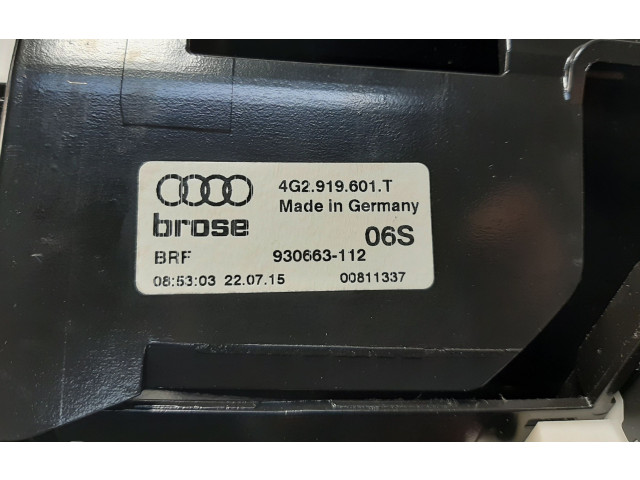 4G2.919.601.T
Made in Germany
brose
06S
BRF 930663-112
08:53:03 22.07.15 00811337